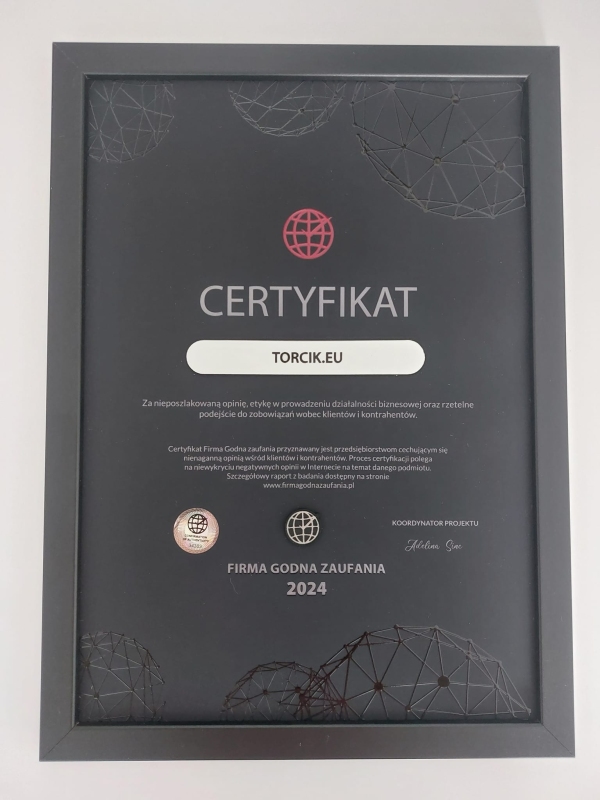 CERTYFIKAT
TORCIK.EU
Za nieposzlakowaną opinię, etykę w prowadzeniu działalności biznesowej oraz rzetelne
podejście do zobowiązań wobec klientów i kontrahentów.
Certyfikat Firma Godna zaufania przyznawany jest przedsiębiorstwom cechującym się
nienaganną opinią wśród klientów i kontrahentów. Proces certyfikacji polega
na niewykryciu negatywnych opinii w Internecie na temat danego podmiotu.
Szczegółowy raport z badania dostępny na stronie
www.firmagodnazaufania.pl
KOORDYNATOR PROJEKTU
Adelina Sine
FIRMA GODNA ZAUFANIA
2024